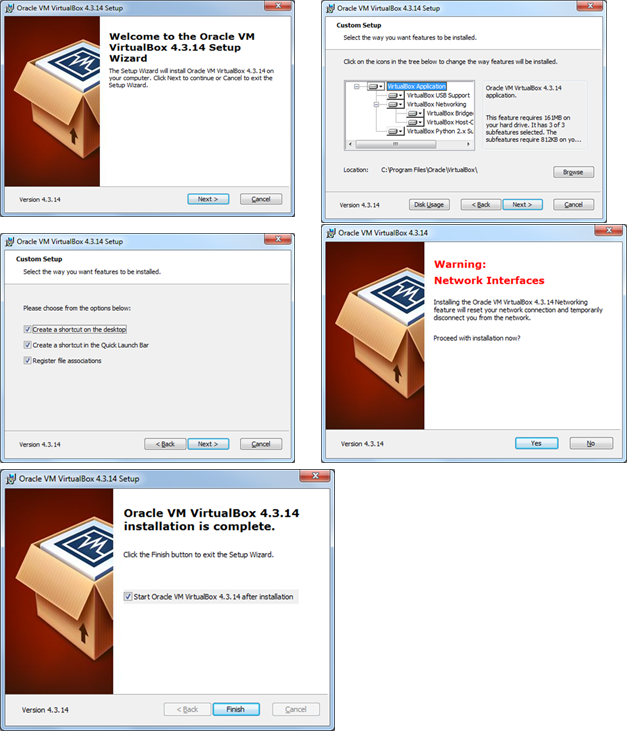 Oracle VM VirtualBox 4.3.14 Setup
Welcome to the Oracle VM
VirtualBox 4.3.14 Setup
Wizard
The Setup Wizard will install Oracle VM VirtualBox 4.3.14 on
your computer. Click Next to continue or Cancel to exit the
Setup Wizard.
Version 4.3.14
Next >
Cancel
Oracle VM VirtualBox 4.3.14 Setup
Custom Setup
Select the way you want features to be installed.
Click on the icons in the tree below to change the way features will be installed.
VirtualBox Application
VirtualBox USB Support
VirtualBox Networking
VirtualBox Bridge
VirtualBox Host-O
VirtualBox Python 2.x Su
Oracle VM VirtualBox 4.3.14
application.
This feature requires 161MB on
your hard drive. It has 3 of 3
subfeatures selected. The
subfeatures require 812KB on yo...
Location: C:\Program Files\Oracle\VirtualBox\
Browse
Version 4.3.14
Disk Usage
< Back
Next >
Cancel
Oracle VM VirtualBox 4.3.14 Setup
Custom Setup
Select the way you want features to be installed.
Please choose from the options below:
Create a shortcut on the desktop
Create a shortcut in the Quick Launch Bar
Register file associations
Version 4.3.14
< Back
Next >
Cancel
Oracle VM VirtualBox 4.3.14
Warning:
Network Interfaces
Installing the Oracle VM VirtualBox 4.3.14 Networking
feature will reset your network connection and temporarily
disconnect you from the network.
Proceed with installation now?
Version 4.3.14
Yes
No
Oracle VM VirtualBox 4.3.14 Setup
Oracle VM VirtualBox 4.3.14
installation is complete.
Click the Finish button to exit the Setup Wizard.
Start Oracle VM VirtualBox 4.3.14 after installation
Version 4.3.14
< Back
Finish
Cancel